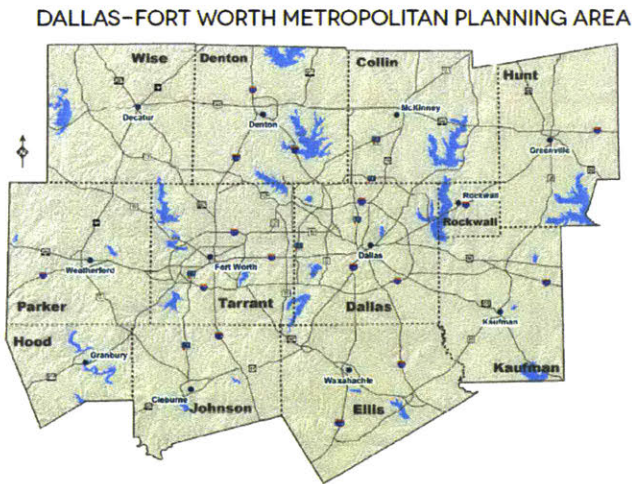 DALLAS-FORT WORTH METROPOLITAN PLANNING AREA
Wise
Denton
Collin
Hunt
Decatur
Denton
McKinney
Greenville
Rockwall
Rockwall
Weatherford
Fort Worth
Dallas
Parker
Tarrant
Dallas
Kaufman
Hood
Granbury
Waxahachie
Kaufman
Cleburne
Johnson
Ellis